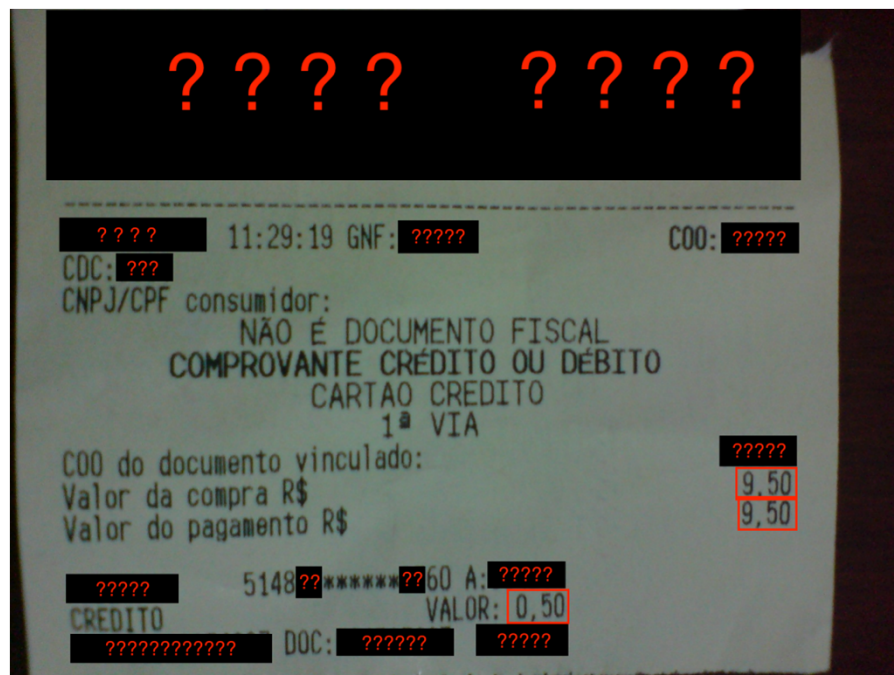 ???? ????
???? 11:29:19 GNF: ????? COO: ?????
CDC: ???
CNPJ/CPF consumidor:
NÃO É DOCUMENTO FISCAL
COMPROVANTE CRÉDITO OU DÉBITO
CARTAO CREDITO
1ª VIA
COO do documento vinculado: ?????
Valor da compra R$ 9.50
Valor do pagamento R$ 9,50
????? 5148??******??60 A: ?????
CREDITO VALOR: 0,50
???????????? DOC: ?????? ?????